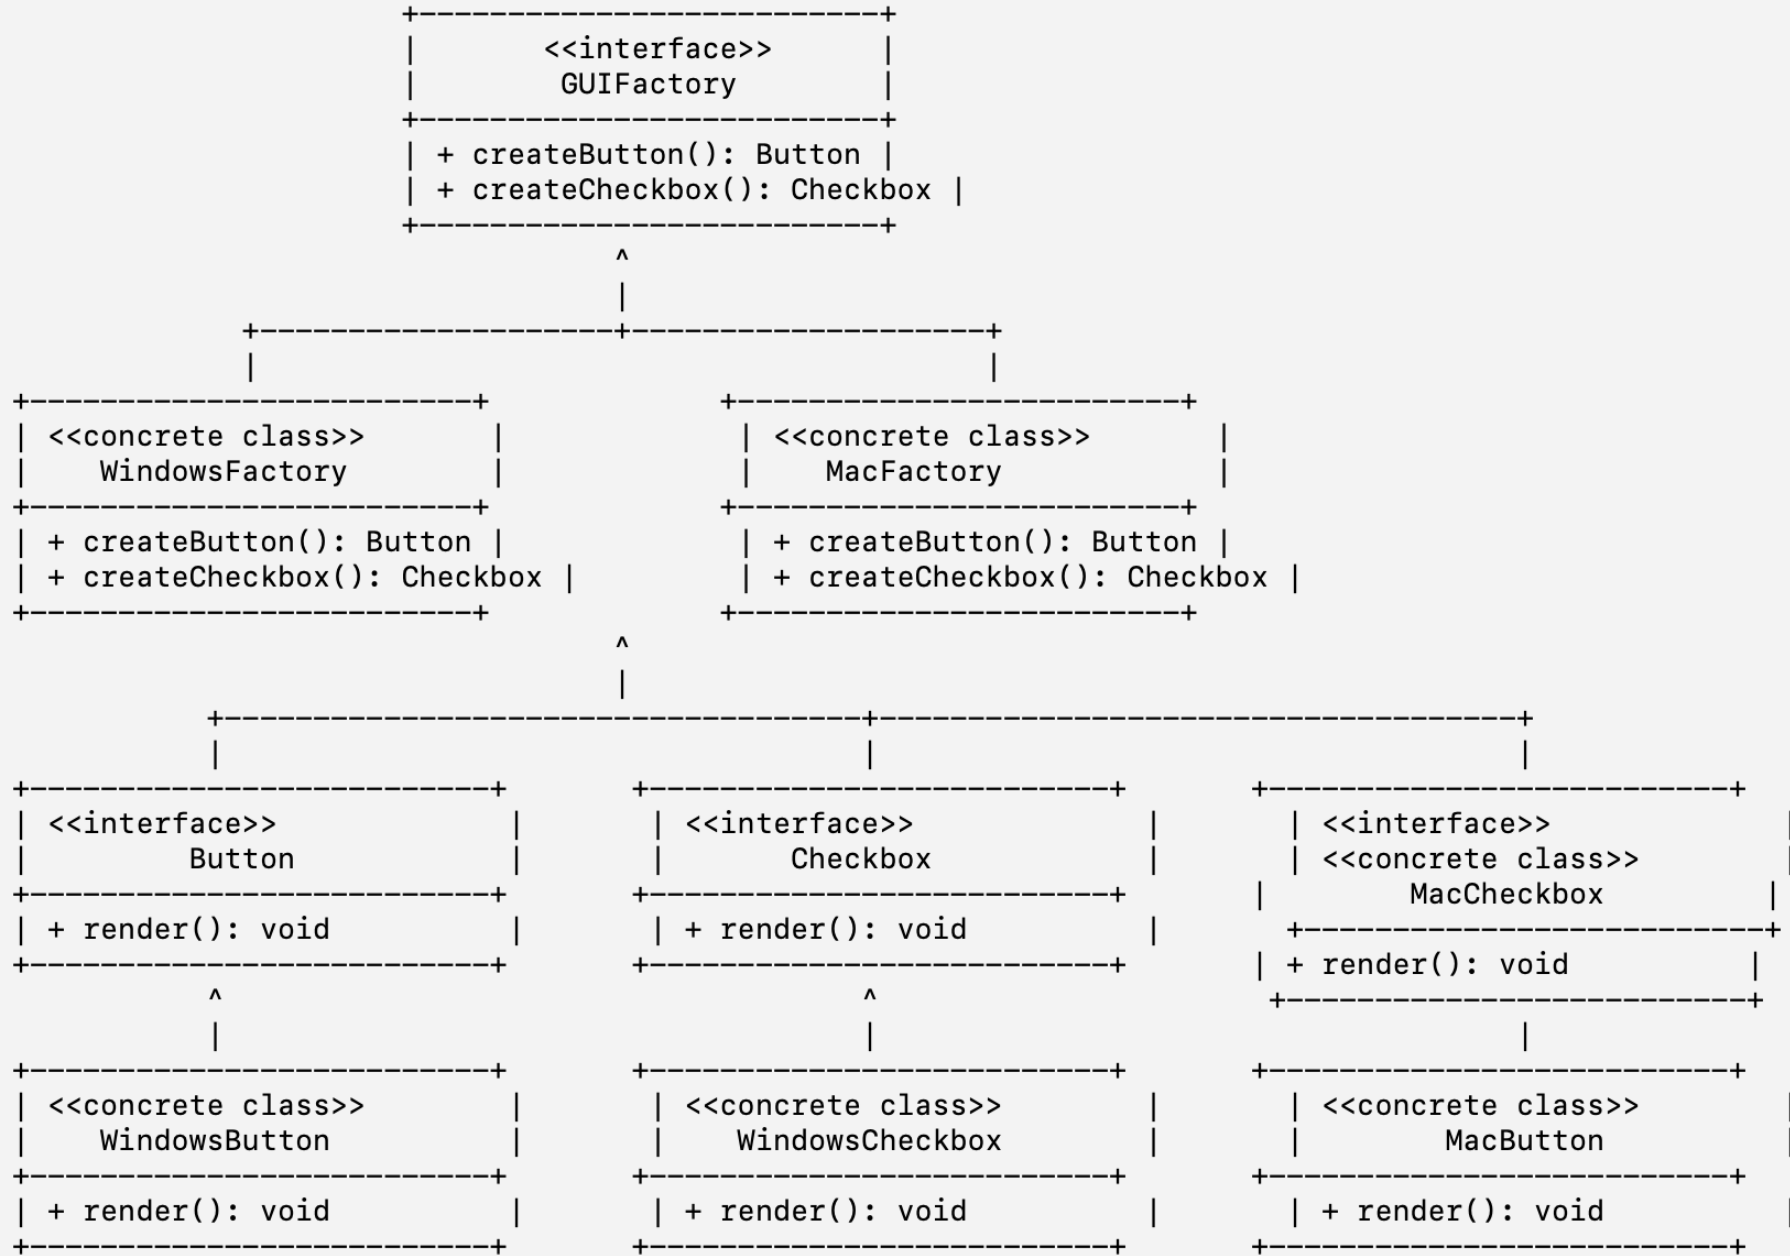 +--------------------------+
|       <<interface>>      |
|        GUIFactory        |
+--------------------------+
| + createButton(): Button |
| + createCheckbox(): Checkbox |
+--------------------------+
^
|
+--------------------+--------------------+
|                                         |
+-------------------------+             +-------------------------+
| <<concrete class>>       |             | <<concrete class>>       |
|    WindowsFactory        |             |    MacFactory            |
+-------------------------+             +-------------------------+
| + createButton(): Button |             | + createButton(): Button |
| + createCheckbox(): Checkbox |         | + createCheckbox(): Checkbox |
+-------------------------+             +-------------------------+
^
|
+------------------------------------+------------------------------------+
|                                    |                                    |
+--------------------------+       +--------------------------+       +--------------------------+
| <<interface>>             |       | <<interface>>             |       | <<interface>>             |
|         Button            |       |       Checkbox            |       | <<concrete class>>        |
+--------------------------+       +--------------------------+       |        MacCheckbox         |
| + render(): void          |       | + render(): void          |       +--------------------------+
+--------------------------+       +--------------------------+       | + render(): void          |
^                                    ^                                 +--------------------------+
|                                    |                                    |
+--------------------------+       +--------------------------+       +--------------------------+
| <<concrete class>>        |       | <<concrete class>>        |       | <<concrete class>>        |
|    WindowsButton          |       |    WindowsCheckbox        |       |        MacButton          |
+--------------------------+       +--------------------------+       +--------------------------+
| + render(): void          |       | + render(): void          |       | + render(): void          |
+--------------------------+       +--------------------------+       +--------------------------+